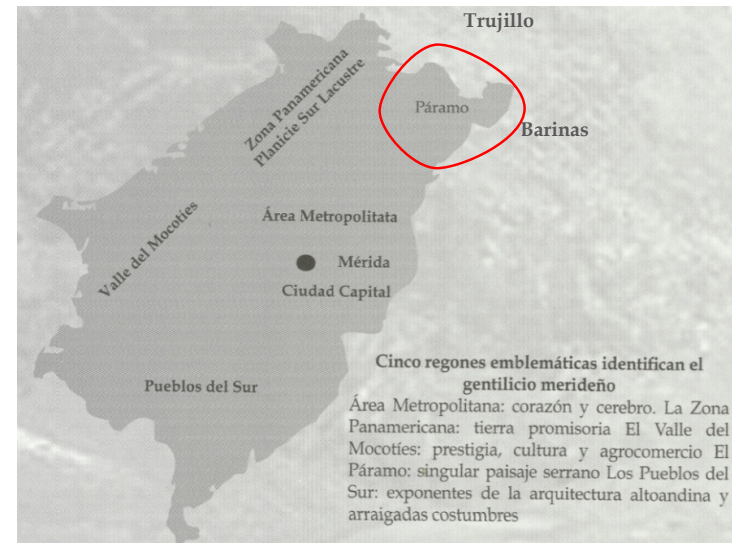 Trujillo
Zona Panamericana
Planicie Sur Lacustre
Páramo
Barinas
Área Metropolitata
Valle del Mocotíes
Mérida
Ciudad Capital
Pueblos del Sur
Cinco regones emblemáticas identifican el
gentilicio merideño
Área Metropolitana: corazón y cerebro. La Zona
Panamericana: tierra promisoria El Valle del
Mocotíes: prestigia, cultura y agrocomercio El
Páramo: singular paisaje serrano Los Pueblos del
Sur: exponentes de la arquitectura altoandina y
arraigadas costumbres